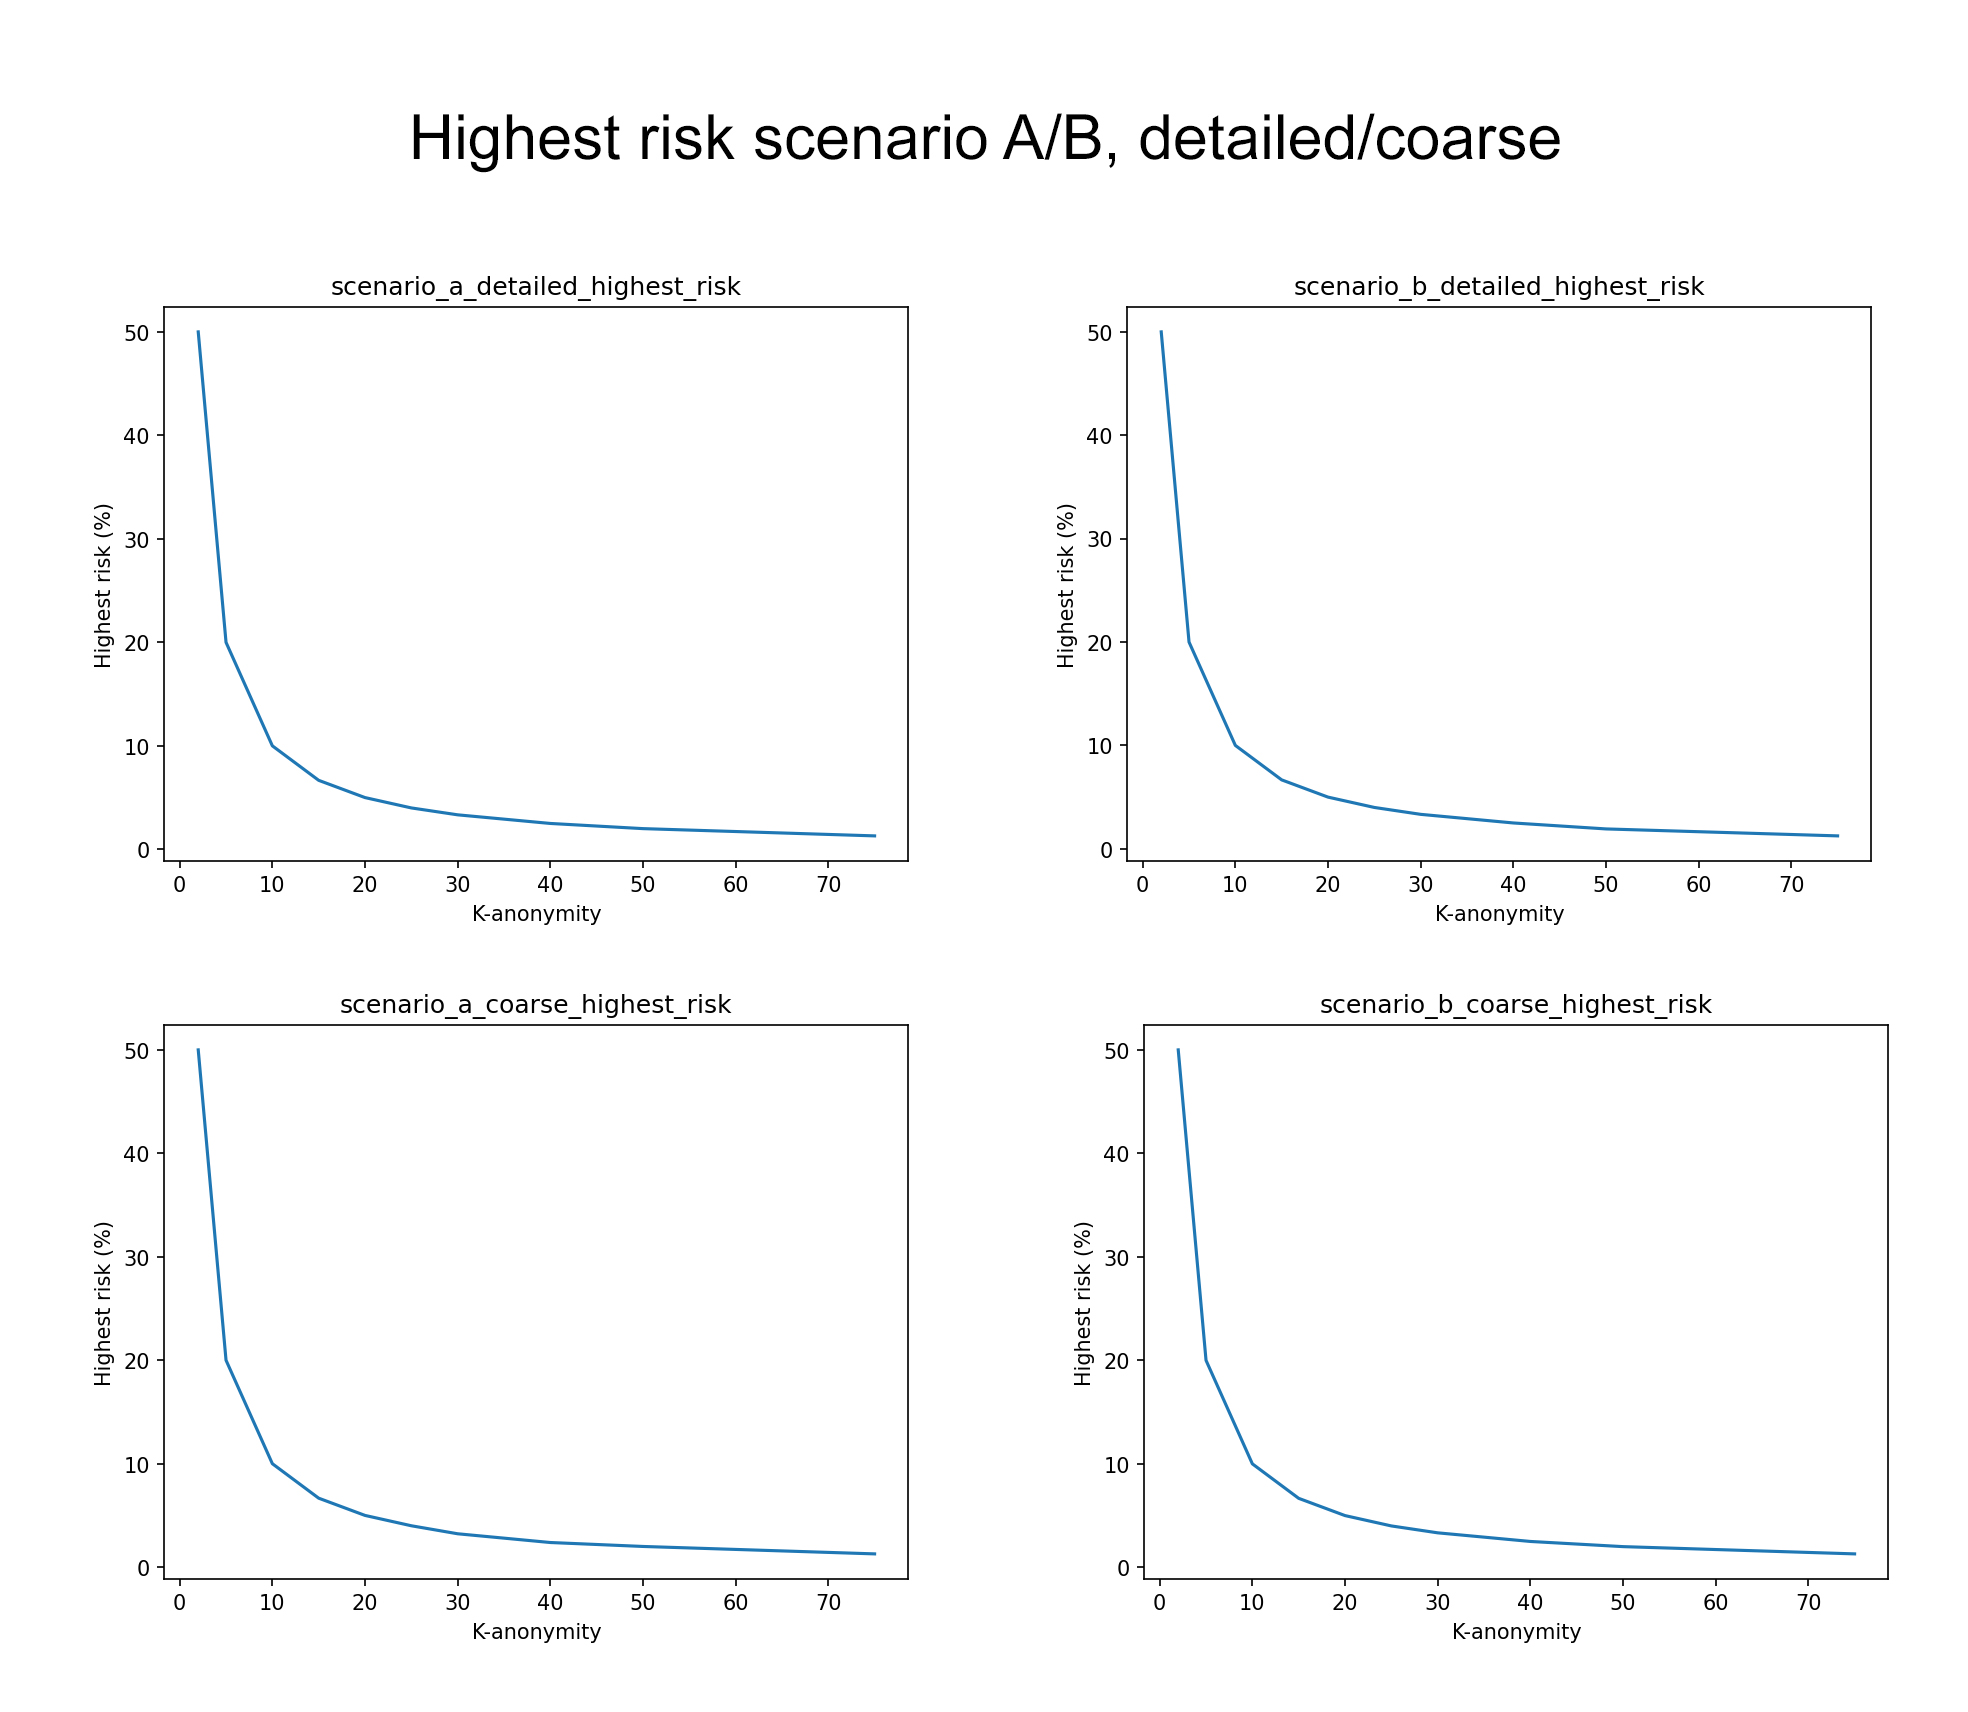 Highest risk scenario A/B, detailed/coarse
scenario_a_detailed_highest_risk
Highest risk (%)
50
40
30
20
10
0
0 10 20 30 40 50 60 70
K-anonymity
scenario_b_detailed_highest_risk
Highest risk (%)
50
40
30
20
10
0
0 10 20 30 40 50 60 70
K-anonymity
scenario_a_coarse_highest_risk
Highest risk (%)
50
40
30
20
10
0
0 10 20 30 40 50 60 70
K-anonymity
scenario_b_coarse_highest_risk
Highest risk (%)
50
40
30
20
10
0
0 10 20 30 40 50 60 70
K-anonymity